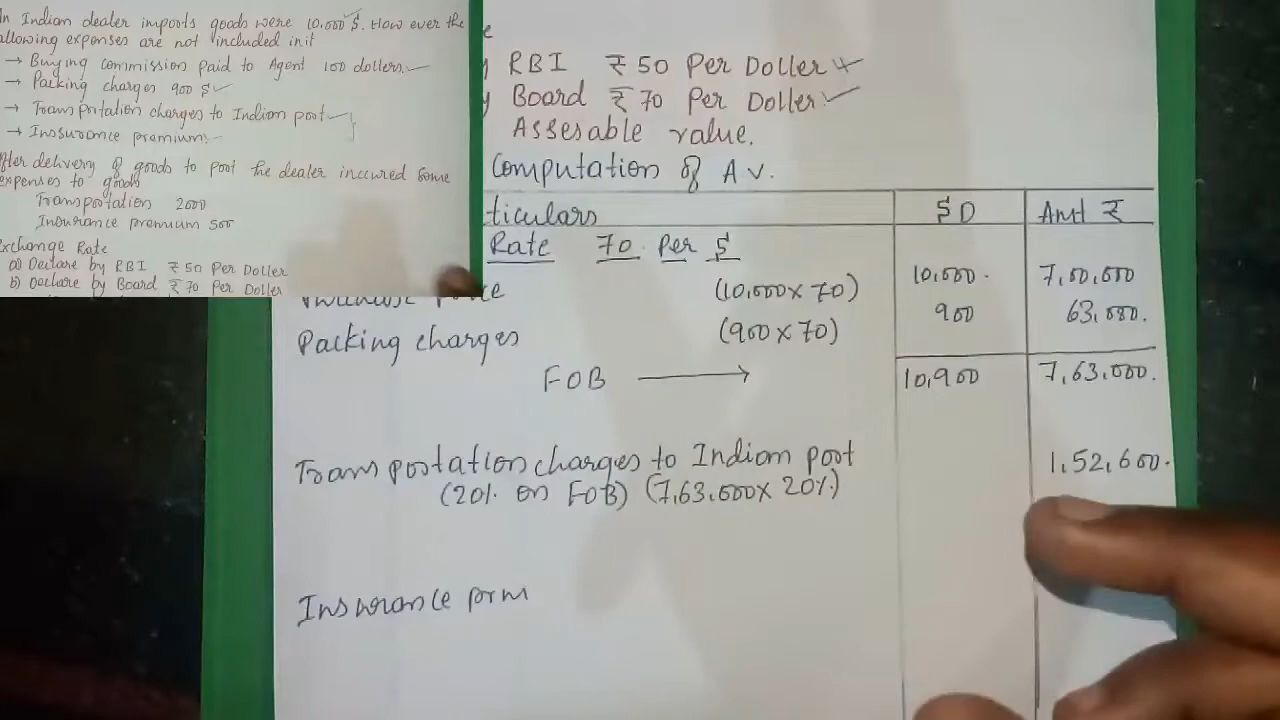 In Indian dealer imports goods were 10,000 $. How ever the
allowing expenses are not included in it
→ Buying commission paid to Agent 100 dollers.
→ Packing charges 900 $
→ Transportation charges to Indian port
→ Inssurance premium.
fter delivery of goods to port the dealer incured some
expenses to goods
Transportation 2000
Insurance premium 500
Exchange Rate
a) Declare by RBI ₹ 50 Per Doller
b) Declare by Board ₹ 70 Per Doller
e
y RBI ₹ 50 Per Doller
y Board ₹ 70 Per Doller
Assesable value.
Computation of A V.
ticulars $ D Amt ₹
Rate 70 Per $
ce (10,000 x 70) 10,000. 7,00,000
Packing charges (900 x 70) 900 63,000.
FOB → 10,900 7,63,000.
Transportation charges to Indian port 1,52,600.
(20% on FOB) (7,63,000 x 20%)
Insurance prm